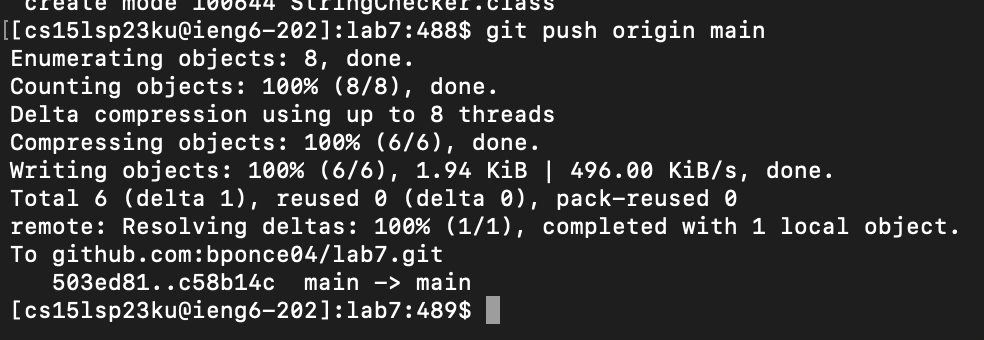 create mode 100644 StringChecker.class
[[cs15lsp23ku@ieng6-202]:lab7:488$ git push origin main
Enumerating objects: 8, done.
Counting objects: 100% (8/8), done.
Delta compression using up to 8 threads
Compressing objects: 100% (6/6), done.
Writing objects: 100% (6/6), 1.94 KiB | 496.00 KiB/s, done.
Total 6 (delta 1), reused 0 (delta 0), pack-reused 0
remote: Resolving deltas: 100% (1/1), completed with 1 local object.
To github.com:bponce04/lab7.git
   503ed81..c58b14c  main -> main
[cs15lsp23ku@ieng6-202]:lab7:489$